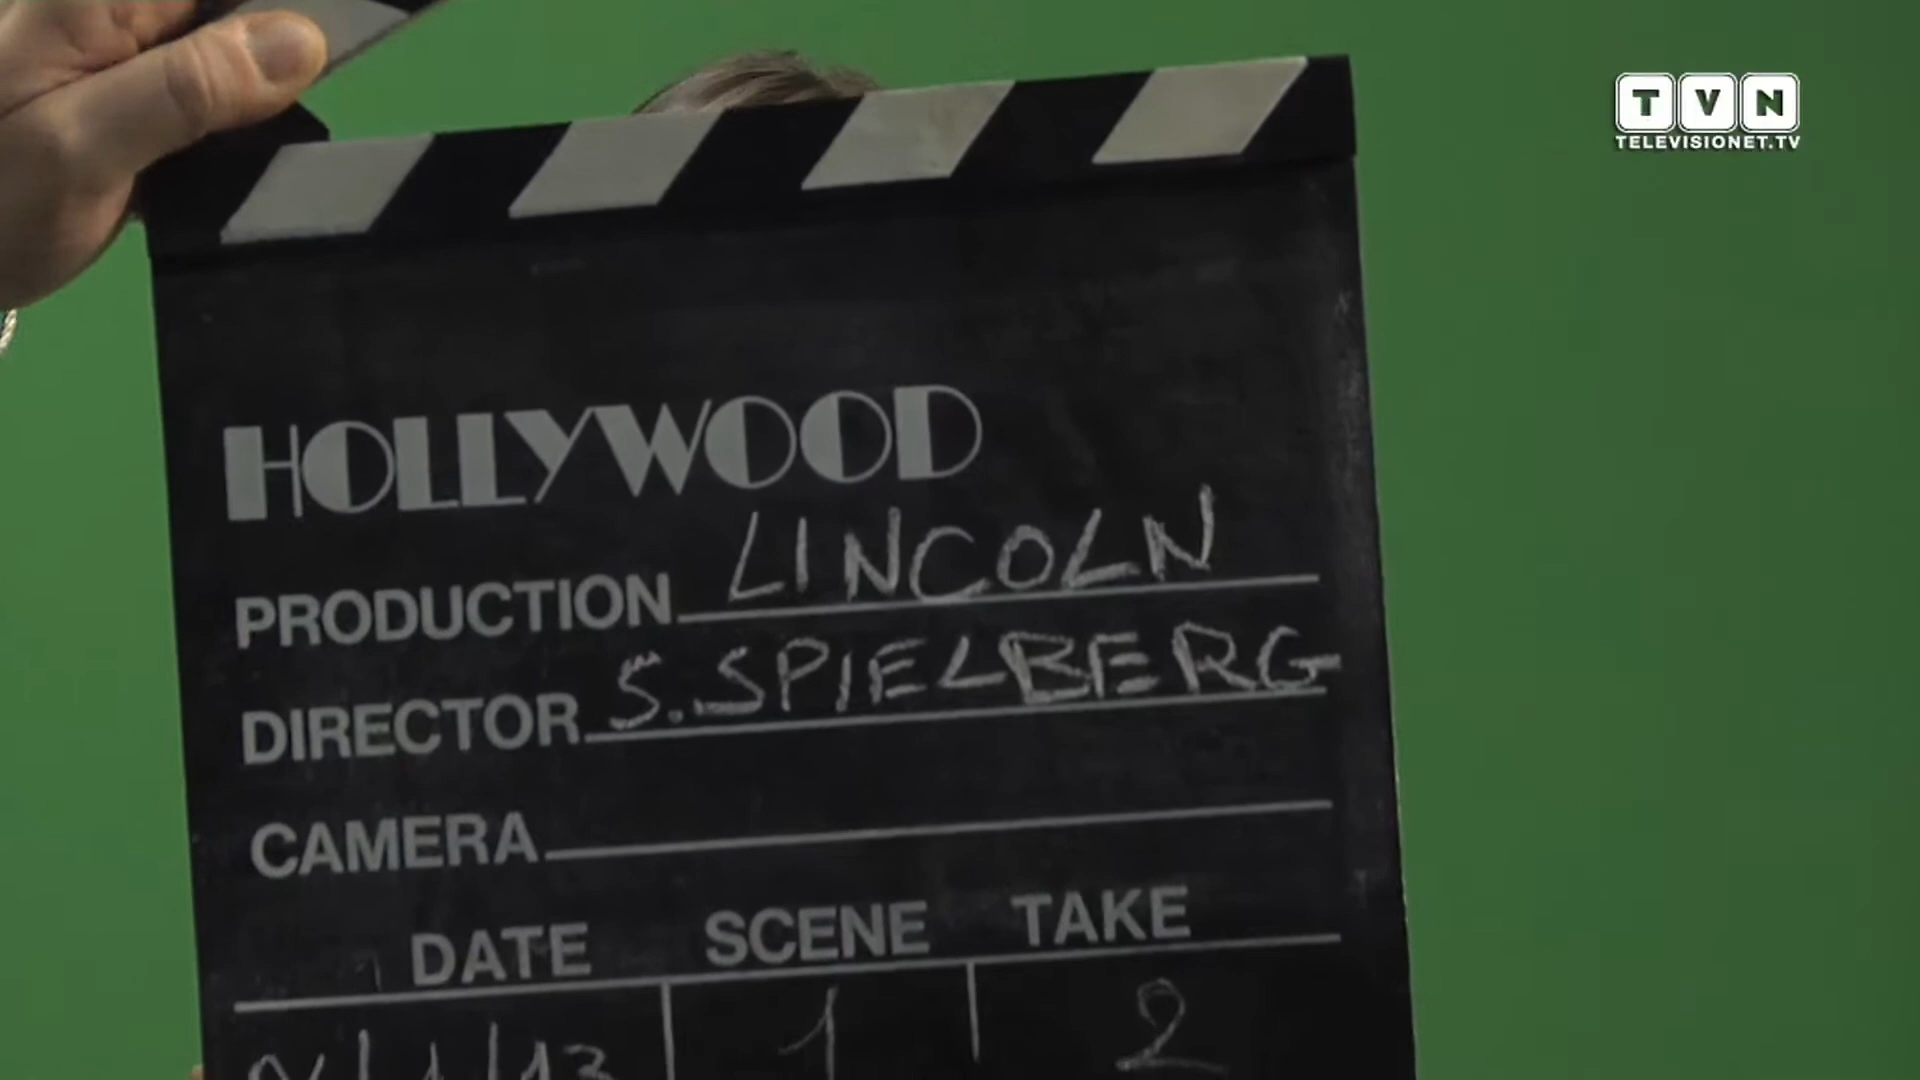 TVN
TELEVISIONET.TV
HOLLYWOOD
PRODUCTION LINCOLN
DIRECTOR S. SPIELBERG
CAMERA
DATE SCENE TAKE
1 2